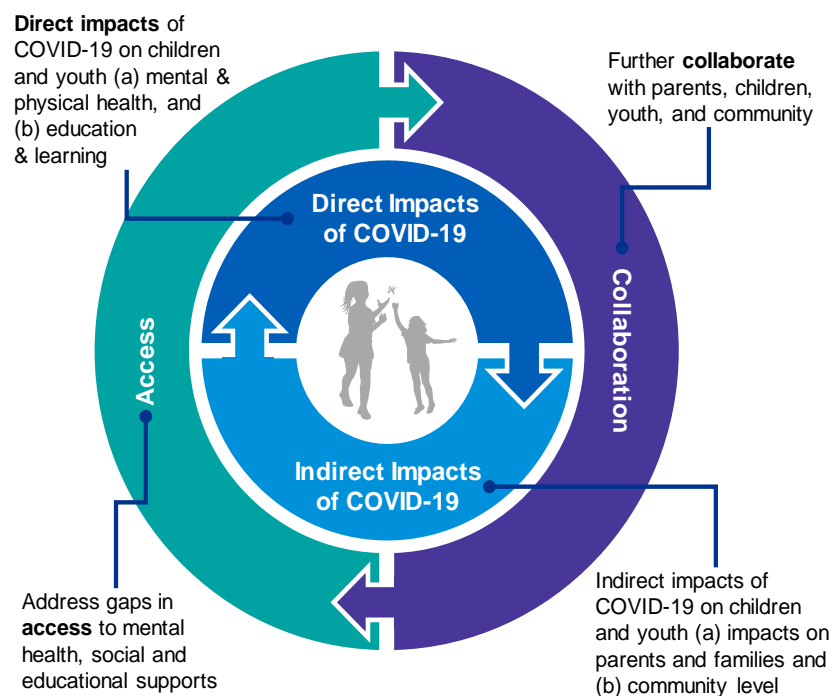 Direct impacts of
COVID-19 on children
and youth (a) mental &
physical health, and
(b) education
& learning
Further collaborate
with parents, children,
youth, and community
Direct Impacts
of COVID-19
Access
Collaboration
Indirect Impacts
of COVID-19
Address gaps in
access to mental
health, social and
educational supports
Indirect impacts of
COVID-19 on children
and youth (a) impacts on
parents and families and
(b) community level